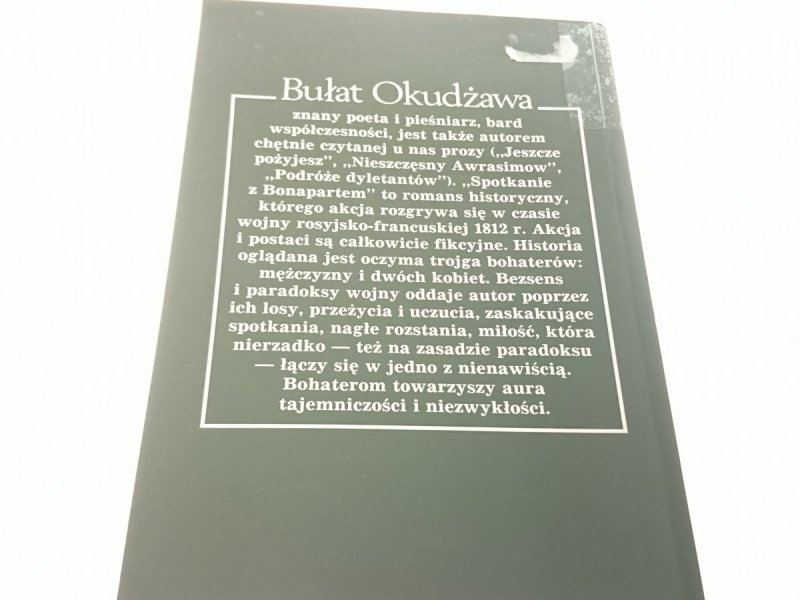 Bułat Okudżawa
znany poeta i pieśniarz, bard
współczesności, jest także autorem
chętnie czytanej u nas prozy („Jeszcze
pożyjesz”, „Nieszczęsny Awrasimow”,
„Podróże dyletantów”). „Spotkanie
z Bonapartem” to romans historyczny,
którego akcja rozgrywa się w czasie
wojny rosyjsko-francuskiej 1812 r. Akcja
i postaci są całkowicie fikcyjne. Historia
oglądana jest oczyma trojga bohaterów:
mężczyzny i dwóch kobiet. Bezsens
i paradoksy wojny oddaje autor poprzez
ich losy, przeżycia i uczucia, zaskakujące
spotkania, nagłe rozstania, miłość, która
nierzadko — też na zasadzie paradoksu
— łączy się w jedno z nienawiścią.
Bohaterom towarzyszy aura
tajemniczości i niezwykłości.